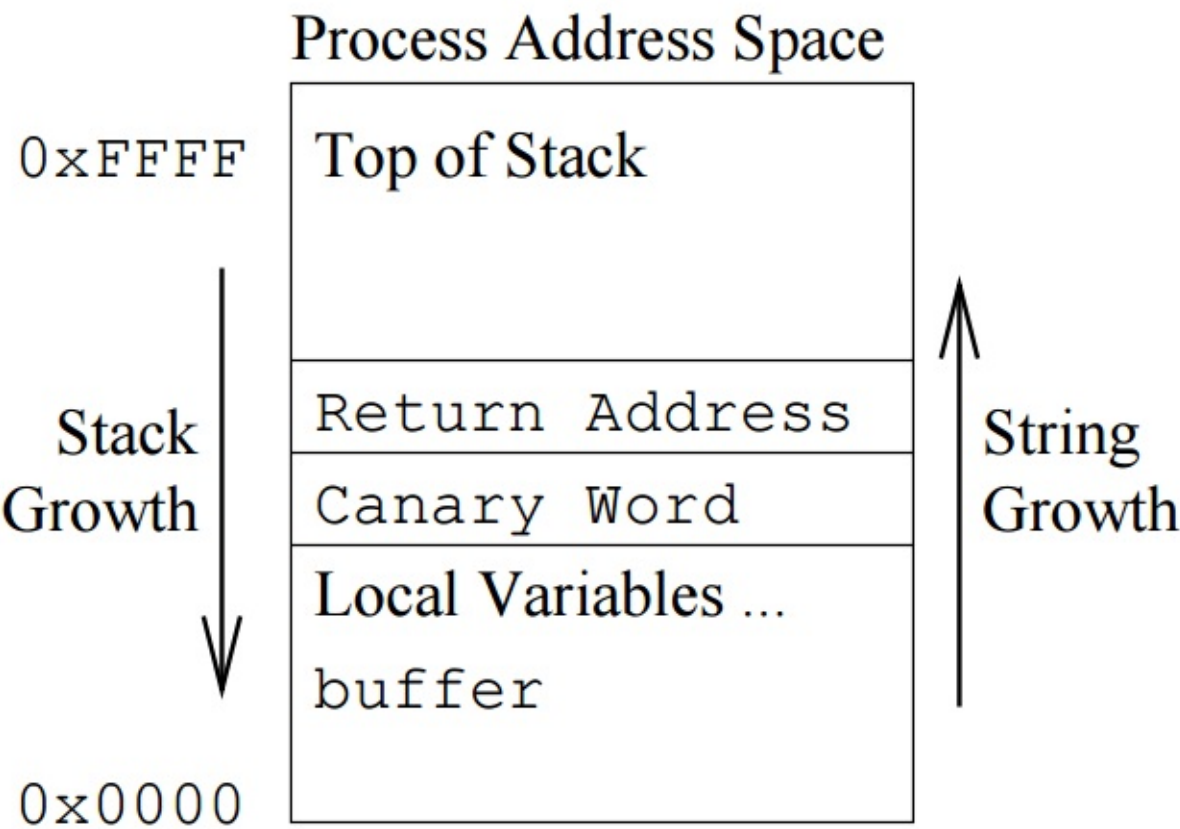 Process Address Space
0xFFFF
Top of Stack
Return Address
Stack
Growth
String
Growth
Canary Word
Local Variables ...
buffer
0x0000